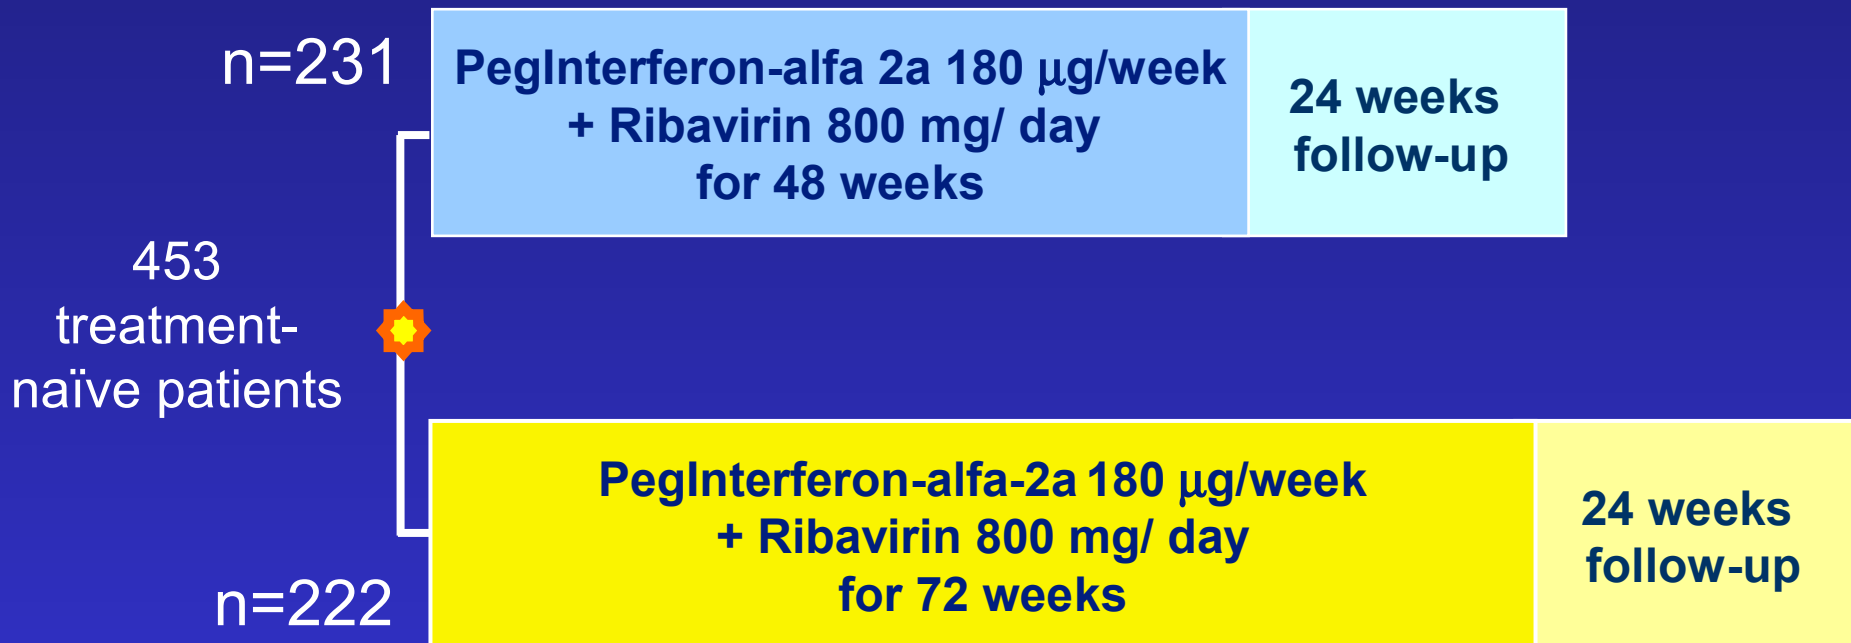 n=231
PegInterferon-alfa 2a 180 μg/week
+ Ribavirin 800 mg/ day
for 48 weeks
24 weeks
follow-up
453
treatment-
naïve patients
PegInterferon-alfa-2a 180 μg/week
+ Ribavirin 800 mg/ day
for 72 weeks
24 weeks
follow-up
n=222